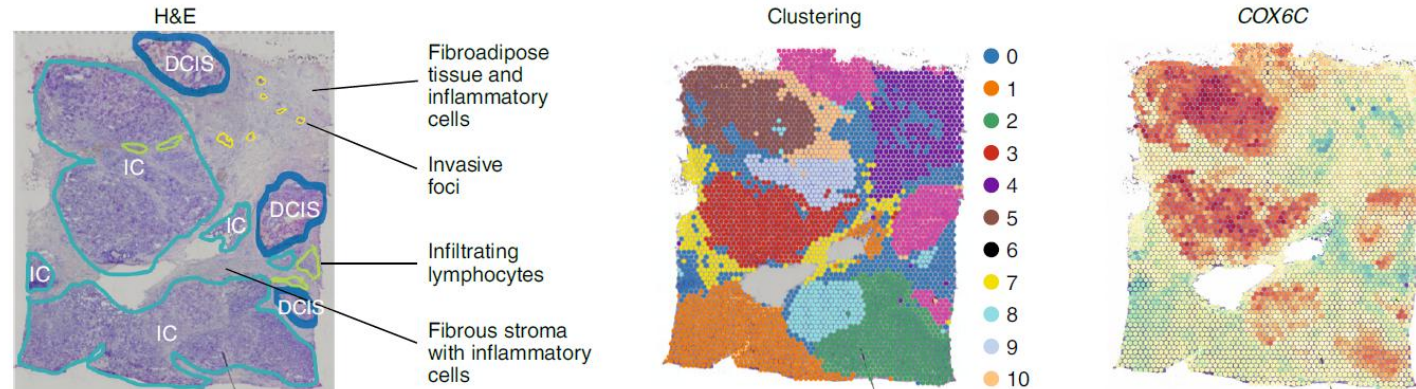 H&E
DCIS
IC
IC
DCIS
IC
DCIS
IC
Fibroadipose
tissue and
inflammatory
cells
Invasive
foci
Infiltrating
lymphocytes
Fibrous stroma
with inflammatory
cells
Clustering
0
1
2
3
4
5
6
7
8
9
10
COX6C